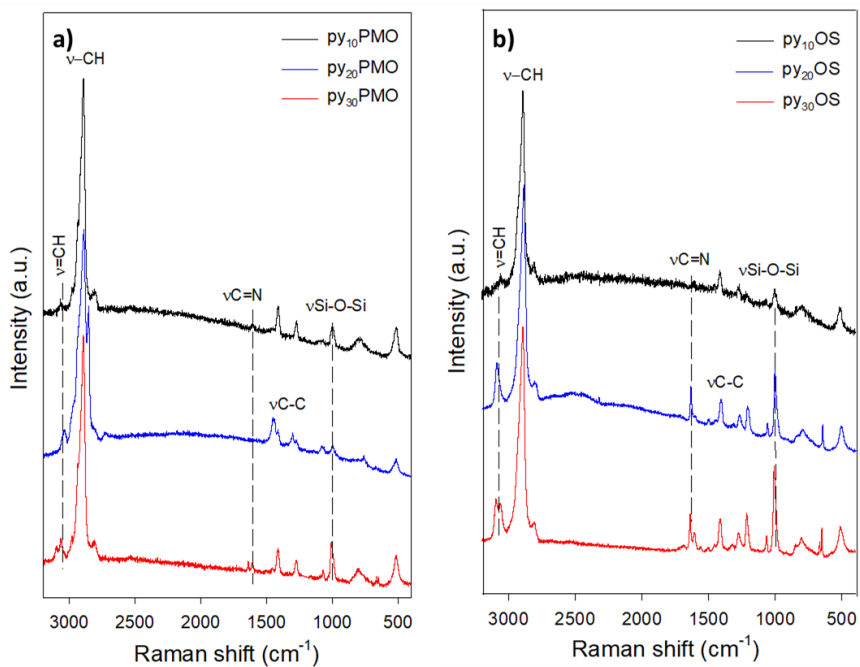 a)
py10PMO
py20PMO
py30PMO
ν–CH
ν=CH
νC=N
νSi-O-Si
νC-C
Intensity (a.u.)
3000 2500 2000 1500 1000 500
Raman shift (cm-1)
b)
py10OS
py20OS
py30OS
ν–CH
ν=CH
νC=N
νSi-O-Si
νC-C
Intensity (a.u.)
3000 2500 2000 1500 1000 500
Raman shift (cm-1)